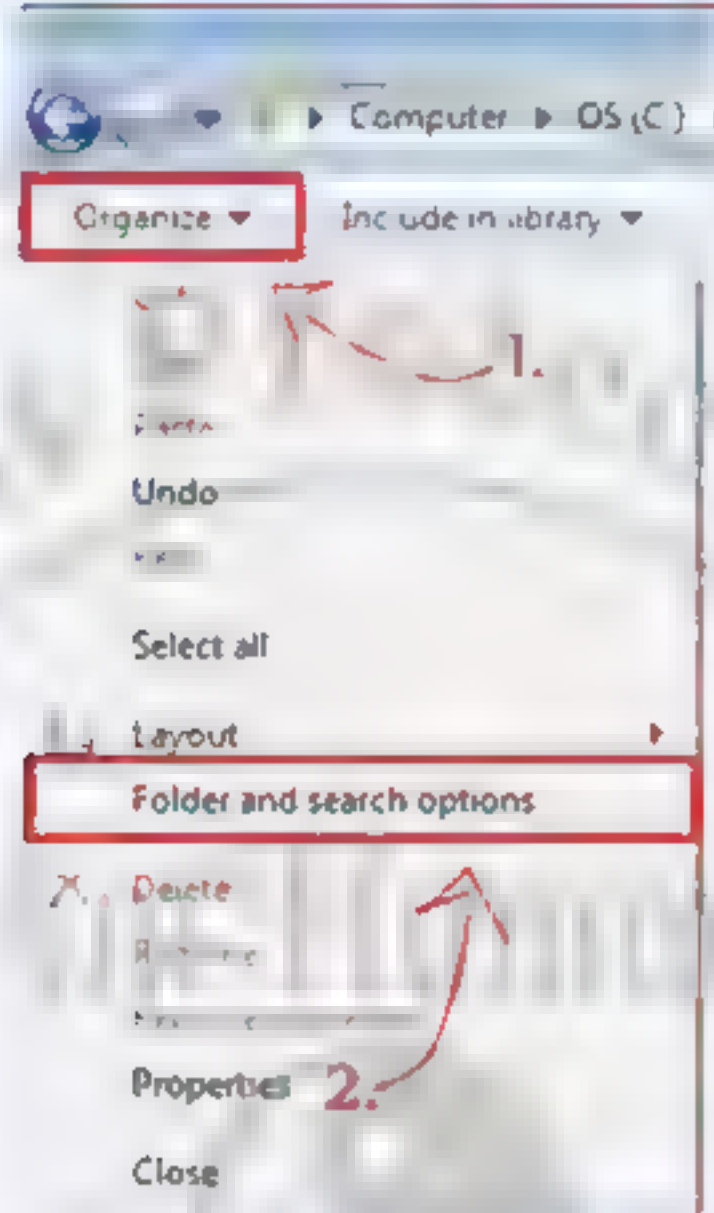 Computer ▸ OS (C )
Organize Include in library
1.
Undo
Select all
Layout
Folder and search options
Delete
Properties 2.
Close